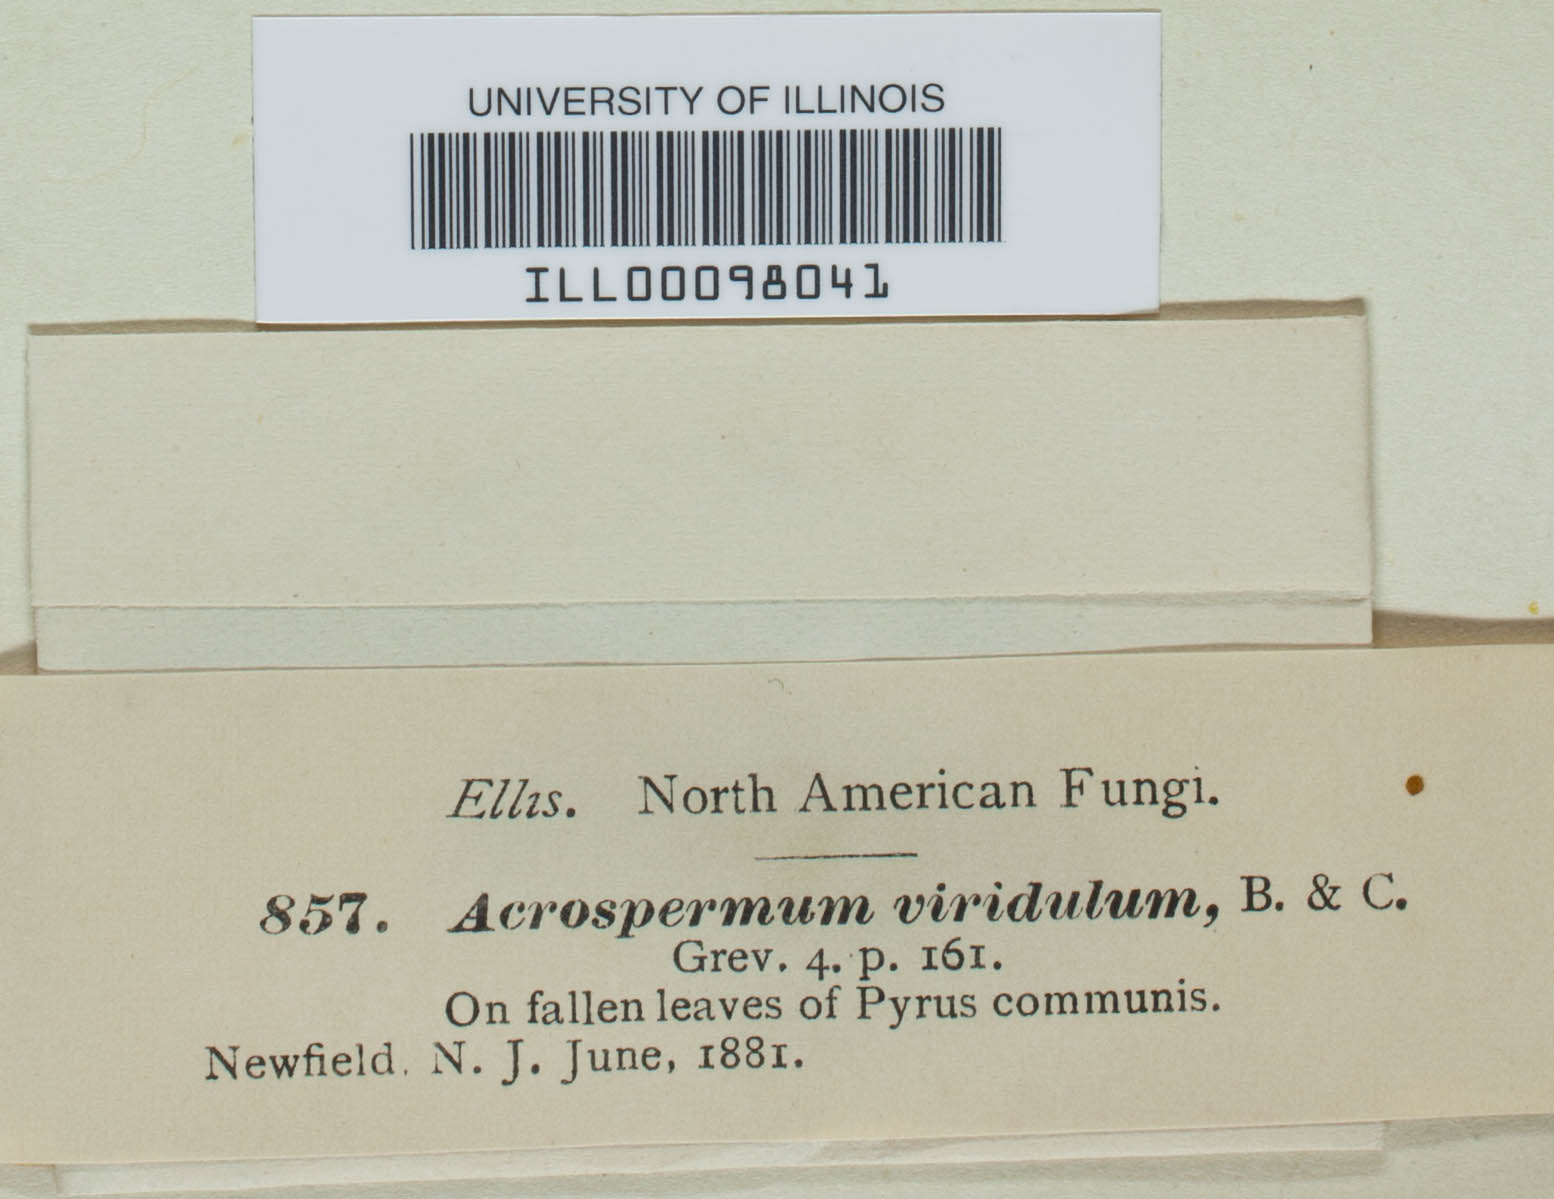 UNIVERSITY OF ILLINOIS
ILL00098041
Ellis. North American Fungi.
857. Acrospermum viridulum, B. & C.
Grev. 4. p. 161.
On fallen leaves of Pyrus communis.
Newfield. N. J. June, 1881.